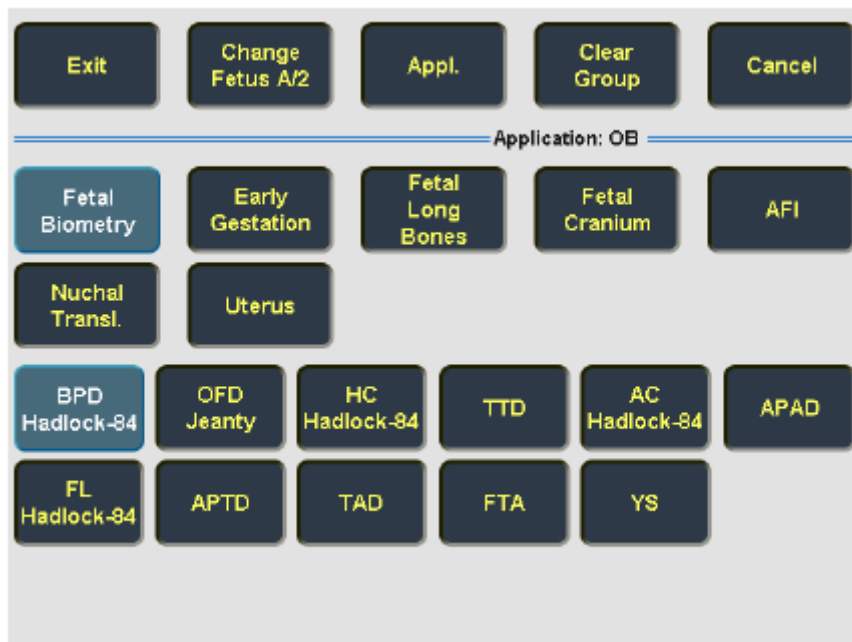 Exit
Change
Fetus A/2
Appl.
Clear
Group
Cancel
Application: OB
Fetal
Biometry
Early
Gestation
Fetal
Long
Bones
Fetal
Cranium
AFI
Nuchal
Transl.
Uterus
BPD
Hadlock-84
OFD
Jeanty
HC
Hadlock-84
TTD
AC
Hadlock-84
APAD
FL
Hadlock-84
APTD
TAD
FTA
YS